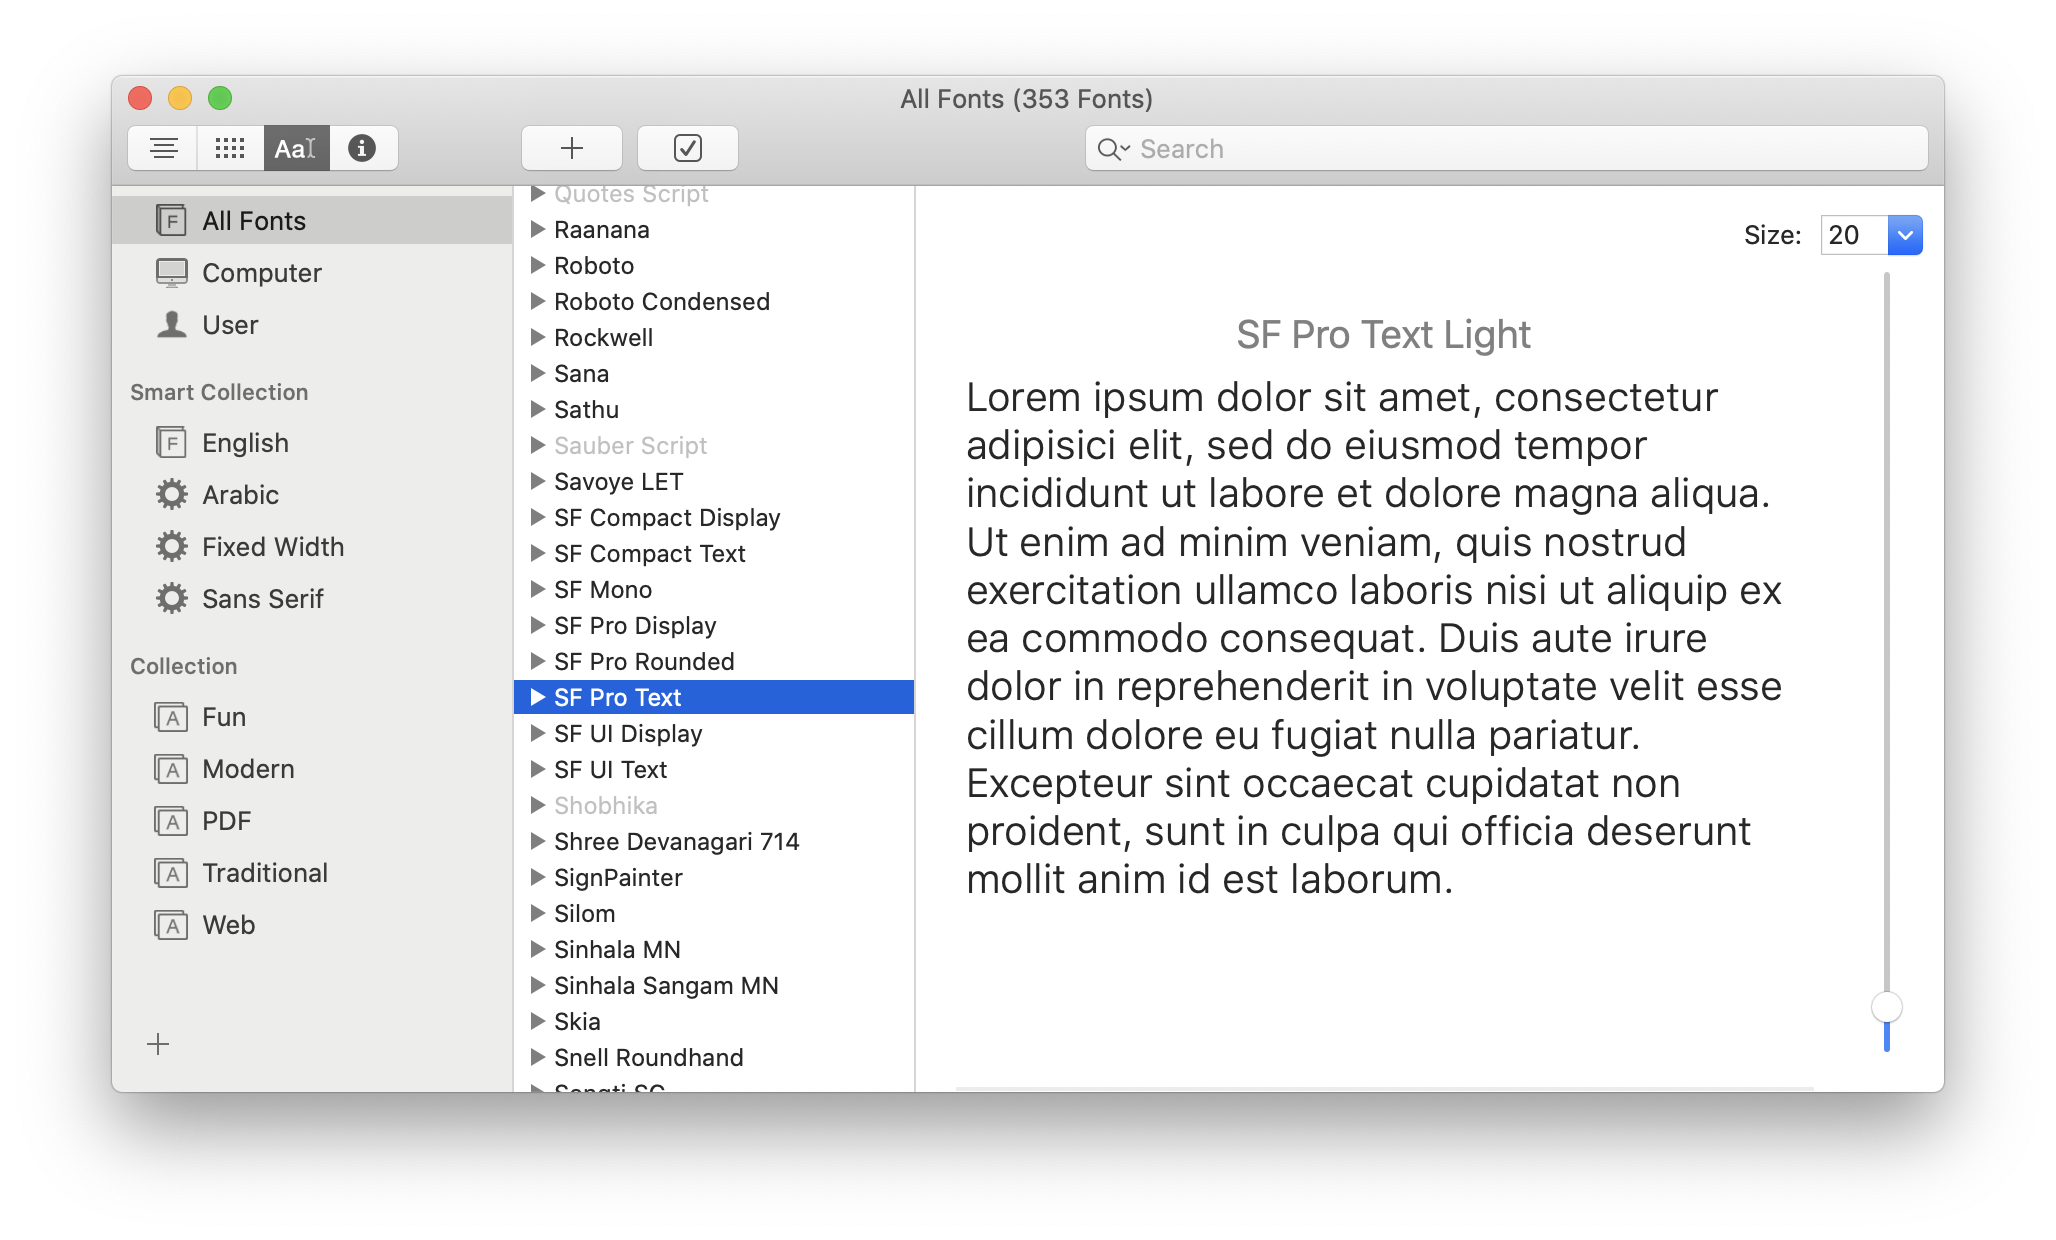 All Fonts (353 Fonts)
Aa
Search
All Fonts
Computer
User
Smart Collection
English
Arabic
Fixed Width
Sans Serif
Collection
Fun
Modern
PDF
Traditional
Web
Quotes Script
Raanana
Roboto
Roboto Condensed
Rockwell
Sana
Sathu
Sauber Script
Savoye LET
SF Compact Display
SF Compact Text
SF Mono
SF Pro Display
SF Pro Rounded
SF Pro Text
SF UI Display
SF UI Text
Shobhika
Shree Devanagari 714
SignPainter
Silom
Sinhala MN
Sinhala Sangam MN
Skia
Snell Roundhand
Songti SC
Size: 20
SF Pro Text Light
Lorem ipsum dolor sit amet, consectetur
adipisici elit, sed do eiusmod tempor
incididunt ut labore et dolore magna aliqua.
Ut enim ad minim veniam, quis nostrud
exercitation ullamco laboris nisi ut aliquip ex
ea commodo consequat. Duis aute irure
dolor in reprehenderit in voluptate velit esse
cillum dolore eu fugiat nulla pariatur.
Excepteur sint occaecat cupidatat non
proident, sunt in culpa qui officia deserunt
mollit anim id est laborum.